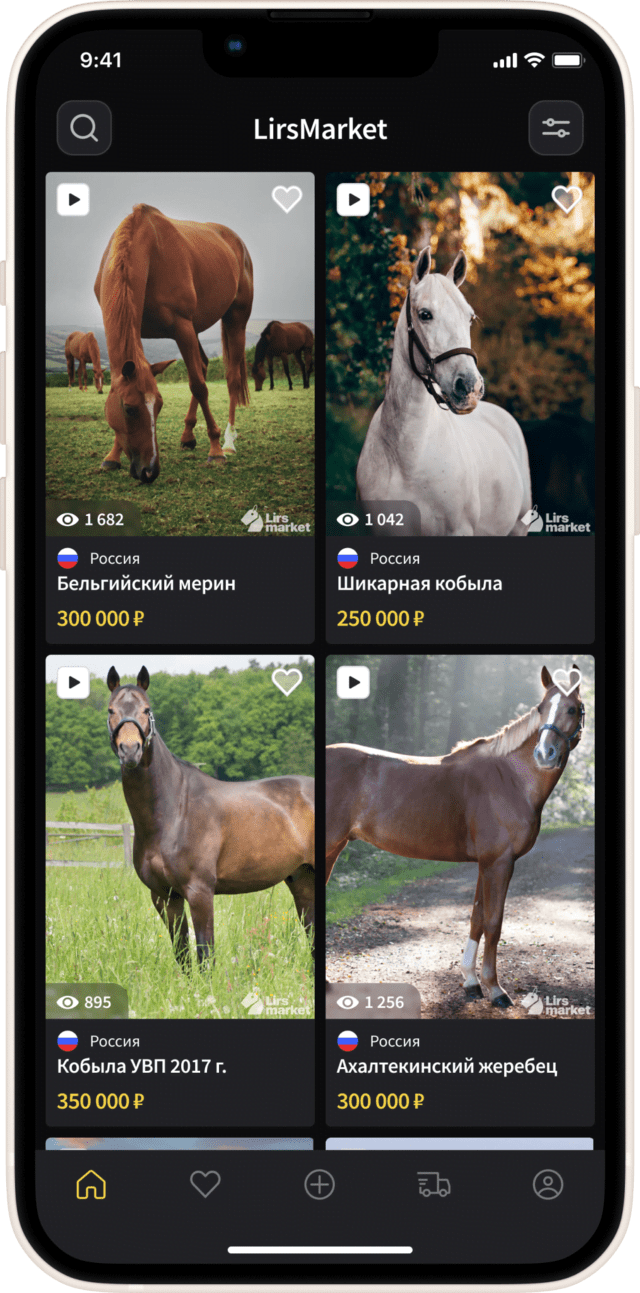 9:41
LirsMarket
1 682
Lirs
market
1 042
Lirs
market
Россия
Бельгийский мерин
300 000 ₽
Россия
Шикарная кобыла
250 000 ₽
895
Lirs
market
1 256
Lirs
market
Россия
Кобыла УВП 2017 г.
350 000 ₽
Россия
Ахалтекинский жеребец
300 000 ₽